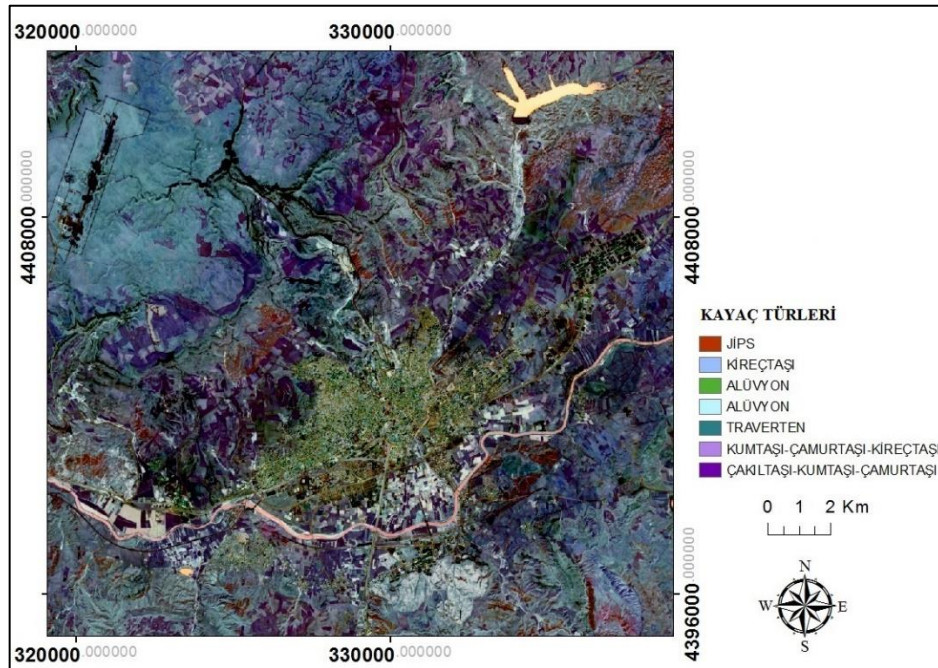 320000.000000 330000.000000
4408000.000000 4408000.000000
KAYAÇ TÜRLERİ
JİPS
KİREÇTAŞI
ALÜVYON
ALÜVYON
TRAVERTEN
KUMTAŞI-ÇAMURTAŞI-KİREÇTAŞI
ÇAKILTAŞI-KUMTAŞI-ÇAMURTAŞI
0 1 2 Km
N
W E
S
4396000.000000
320000.000000 330000.000000